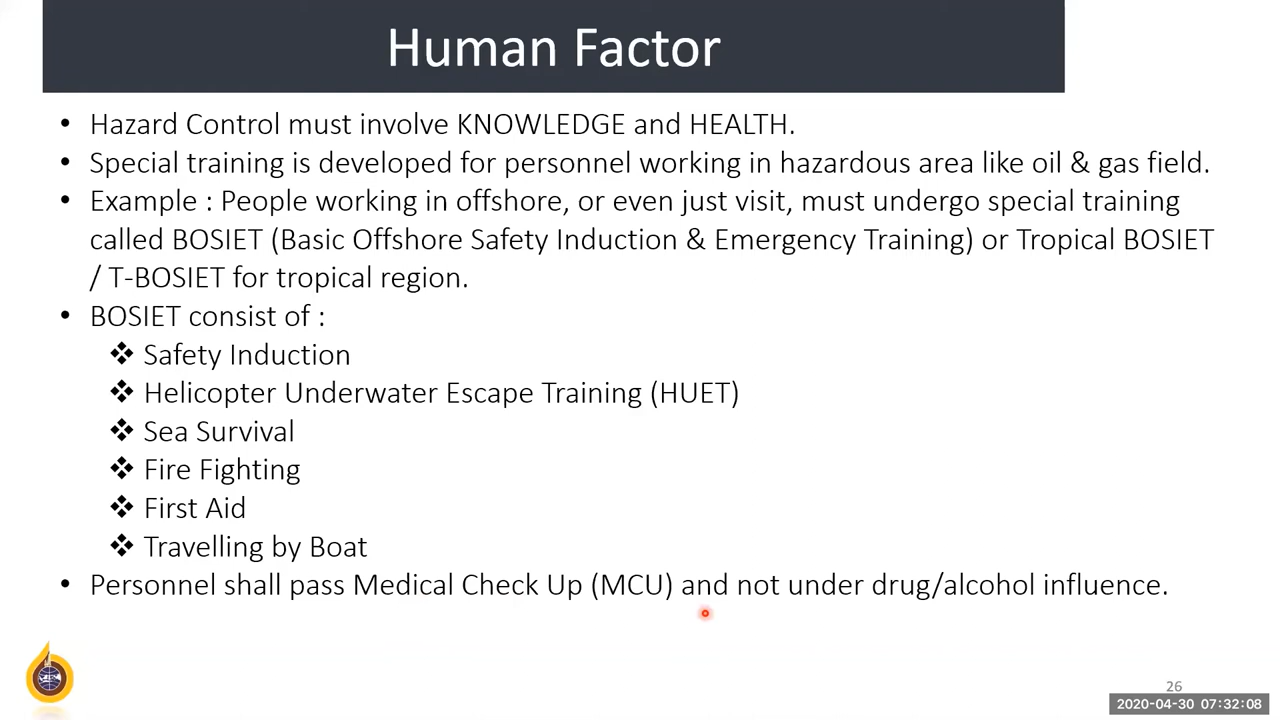 Human Factor
• Hazard Control must involve KNOWLEDGE and HEALTH.
• Special training is developed for personnel working in hazardous area like oil & gas field.
• Example : People working in offshore, or even just visit, must undergo special training
called BOSIET (Basic Offshore Safety Induction & Emergency Training) or Tropical BOSIET
/ T-BOSIET for tropical region.
• BOSIET consist of :
❖ Safety Induction
❖ Helicopter Underwater Escape Training (HUET)
❖ Sea Survival
❖ Fire Fighting
❖ First Aid
❖ Travelling by Boat
• Personnel shall pass Medical Check Up (MCU) and not under drug/alcohol influence.
26
2020-04-30 07:32:08